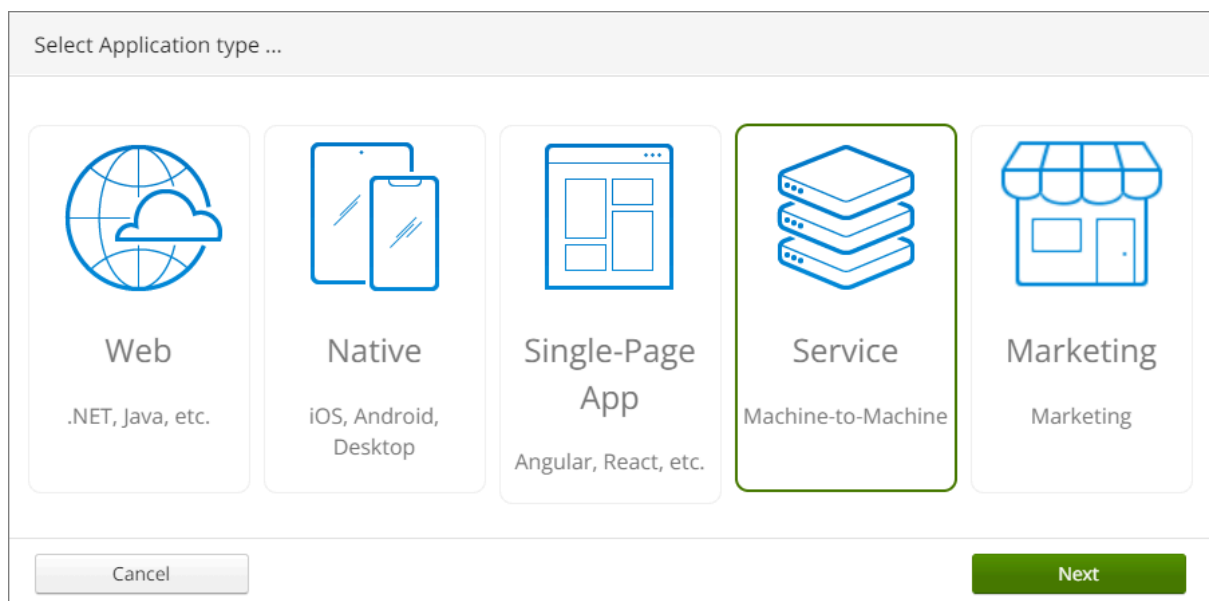 Select Application type ...
Web
.NET, Java, etc.
Native
iOS, Android,
Desktop
Single-Page
App
Angular, React, etc.
Service
Machine-to-Machine
Marketing
Marketing
Cancel
Next